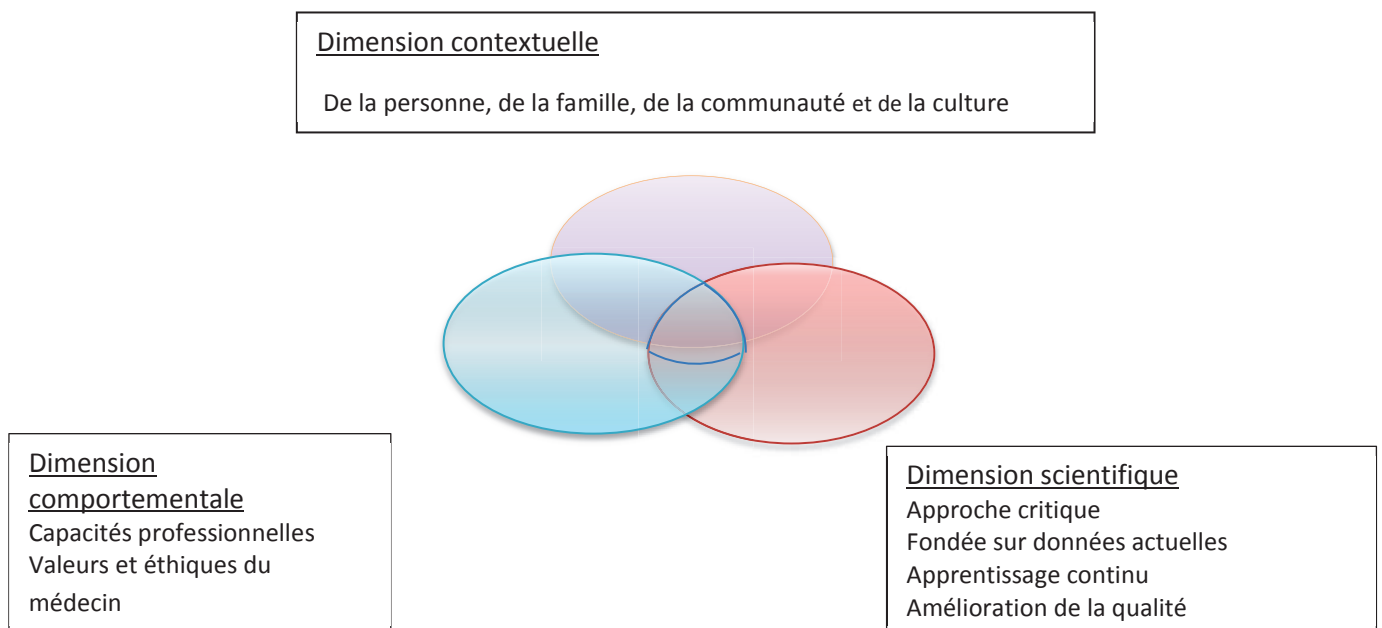 Dimension contextuelle
De la personne, de la famille, de la communauté et de la culture
Dimension
comportementale
Capacités professionnelles
Valeurs et éthiques du
médecin
Dimension scientifique
Approche critique
Fondée sur données actuelles
Apprentissage continu
Amélioration de la qualité